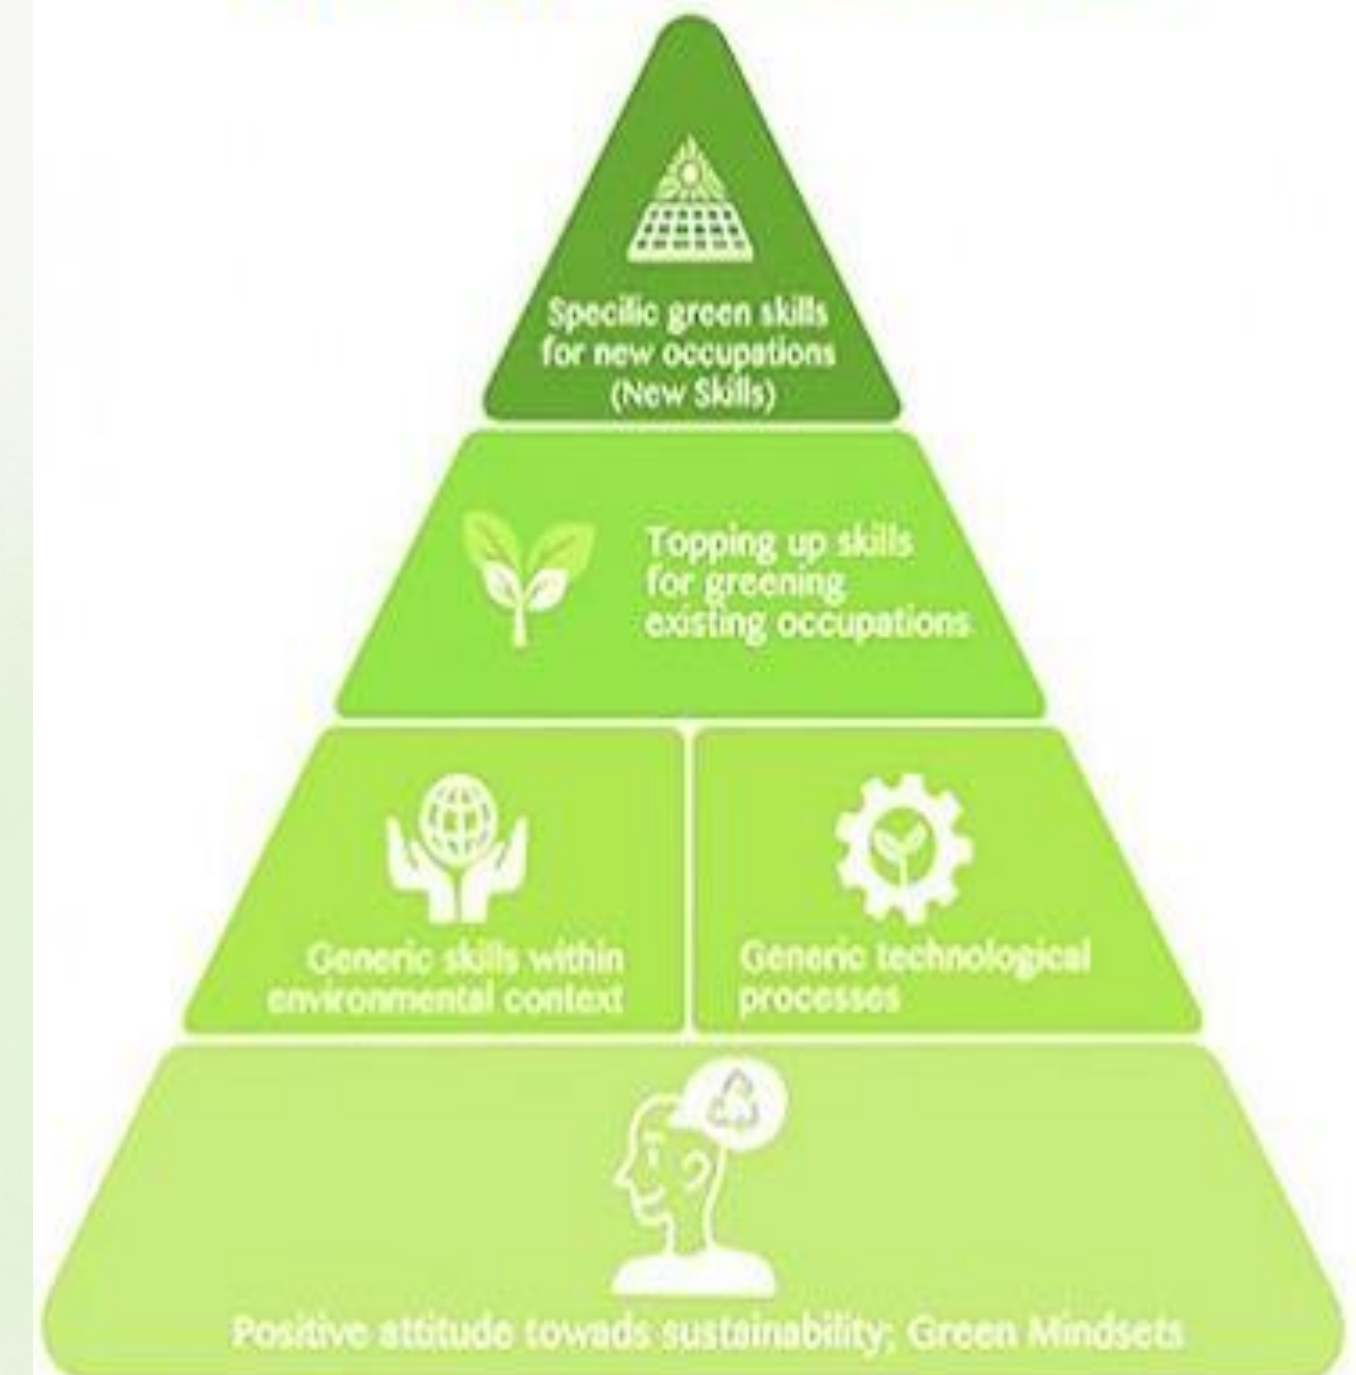 Specific green skills
for new occupations
(New Skills)
Topping up skills
for greening
existing occupations
Generic skills within
environmental context
Generic technological
processes
Positive attitude towads sustainability; Green Mindsets